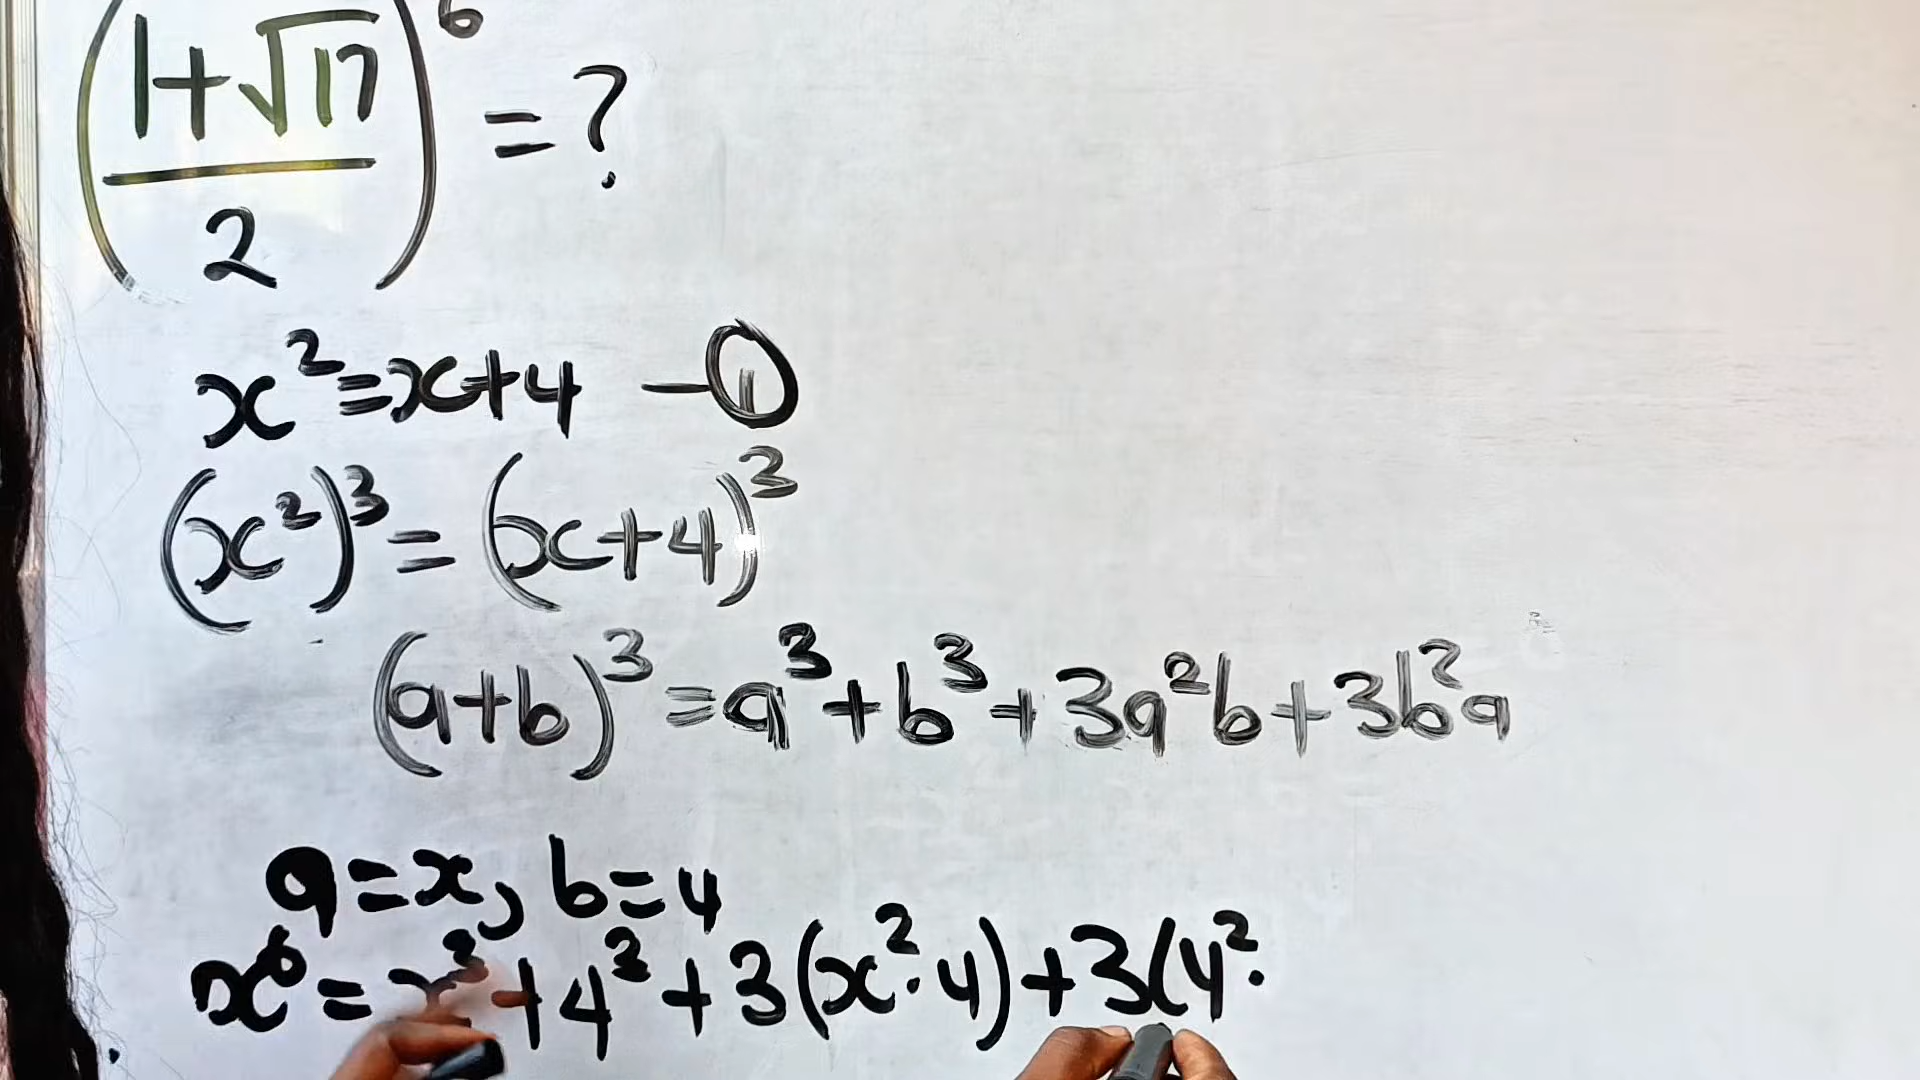 (1+√17 / 2)^6 = ?
x² = x+4 — ①
(x²)³ = (x+4)³
(a+b)³ = a³+b³+3a²b+3b²a
a=x, b=4
x⁶ = x³+4³+3(x²·4)+3(4²·